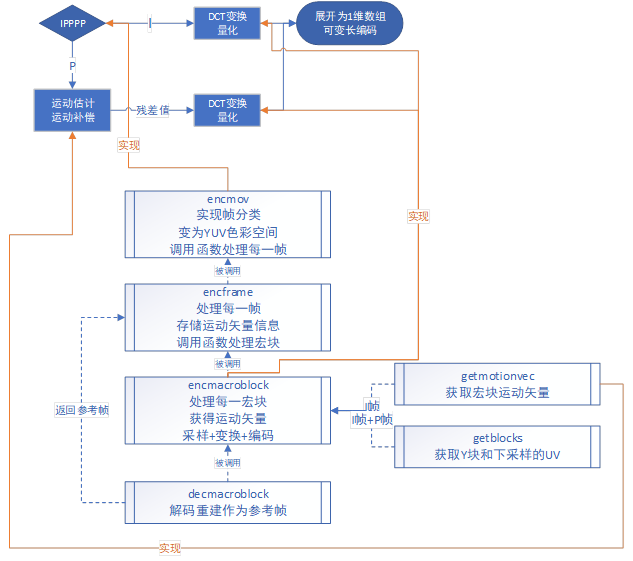 IPPPP
I
DCT变换
量化
展开为1维数组
可变长编码
P
运动估计
运动补偿
残差值
DCT变换
量化
实现
encmov
实现帧分类
变为YUV色彩空间
调用函数处理每一帧
实现
被调用
encframe
处理每一帧
存储运动矢量信息
调用函数处理宏块
被调用
encmacroblock
处理每一宏块
获得运动矢量
采样+变换+编码
getmotionvec
获取宏块运动矢量
返回参考帧
I帧
I帧+P帧
getblocks
获取Y块和下采样的UV
被调用
decmacroblock
解码重建作为参考帧
实现